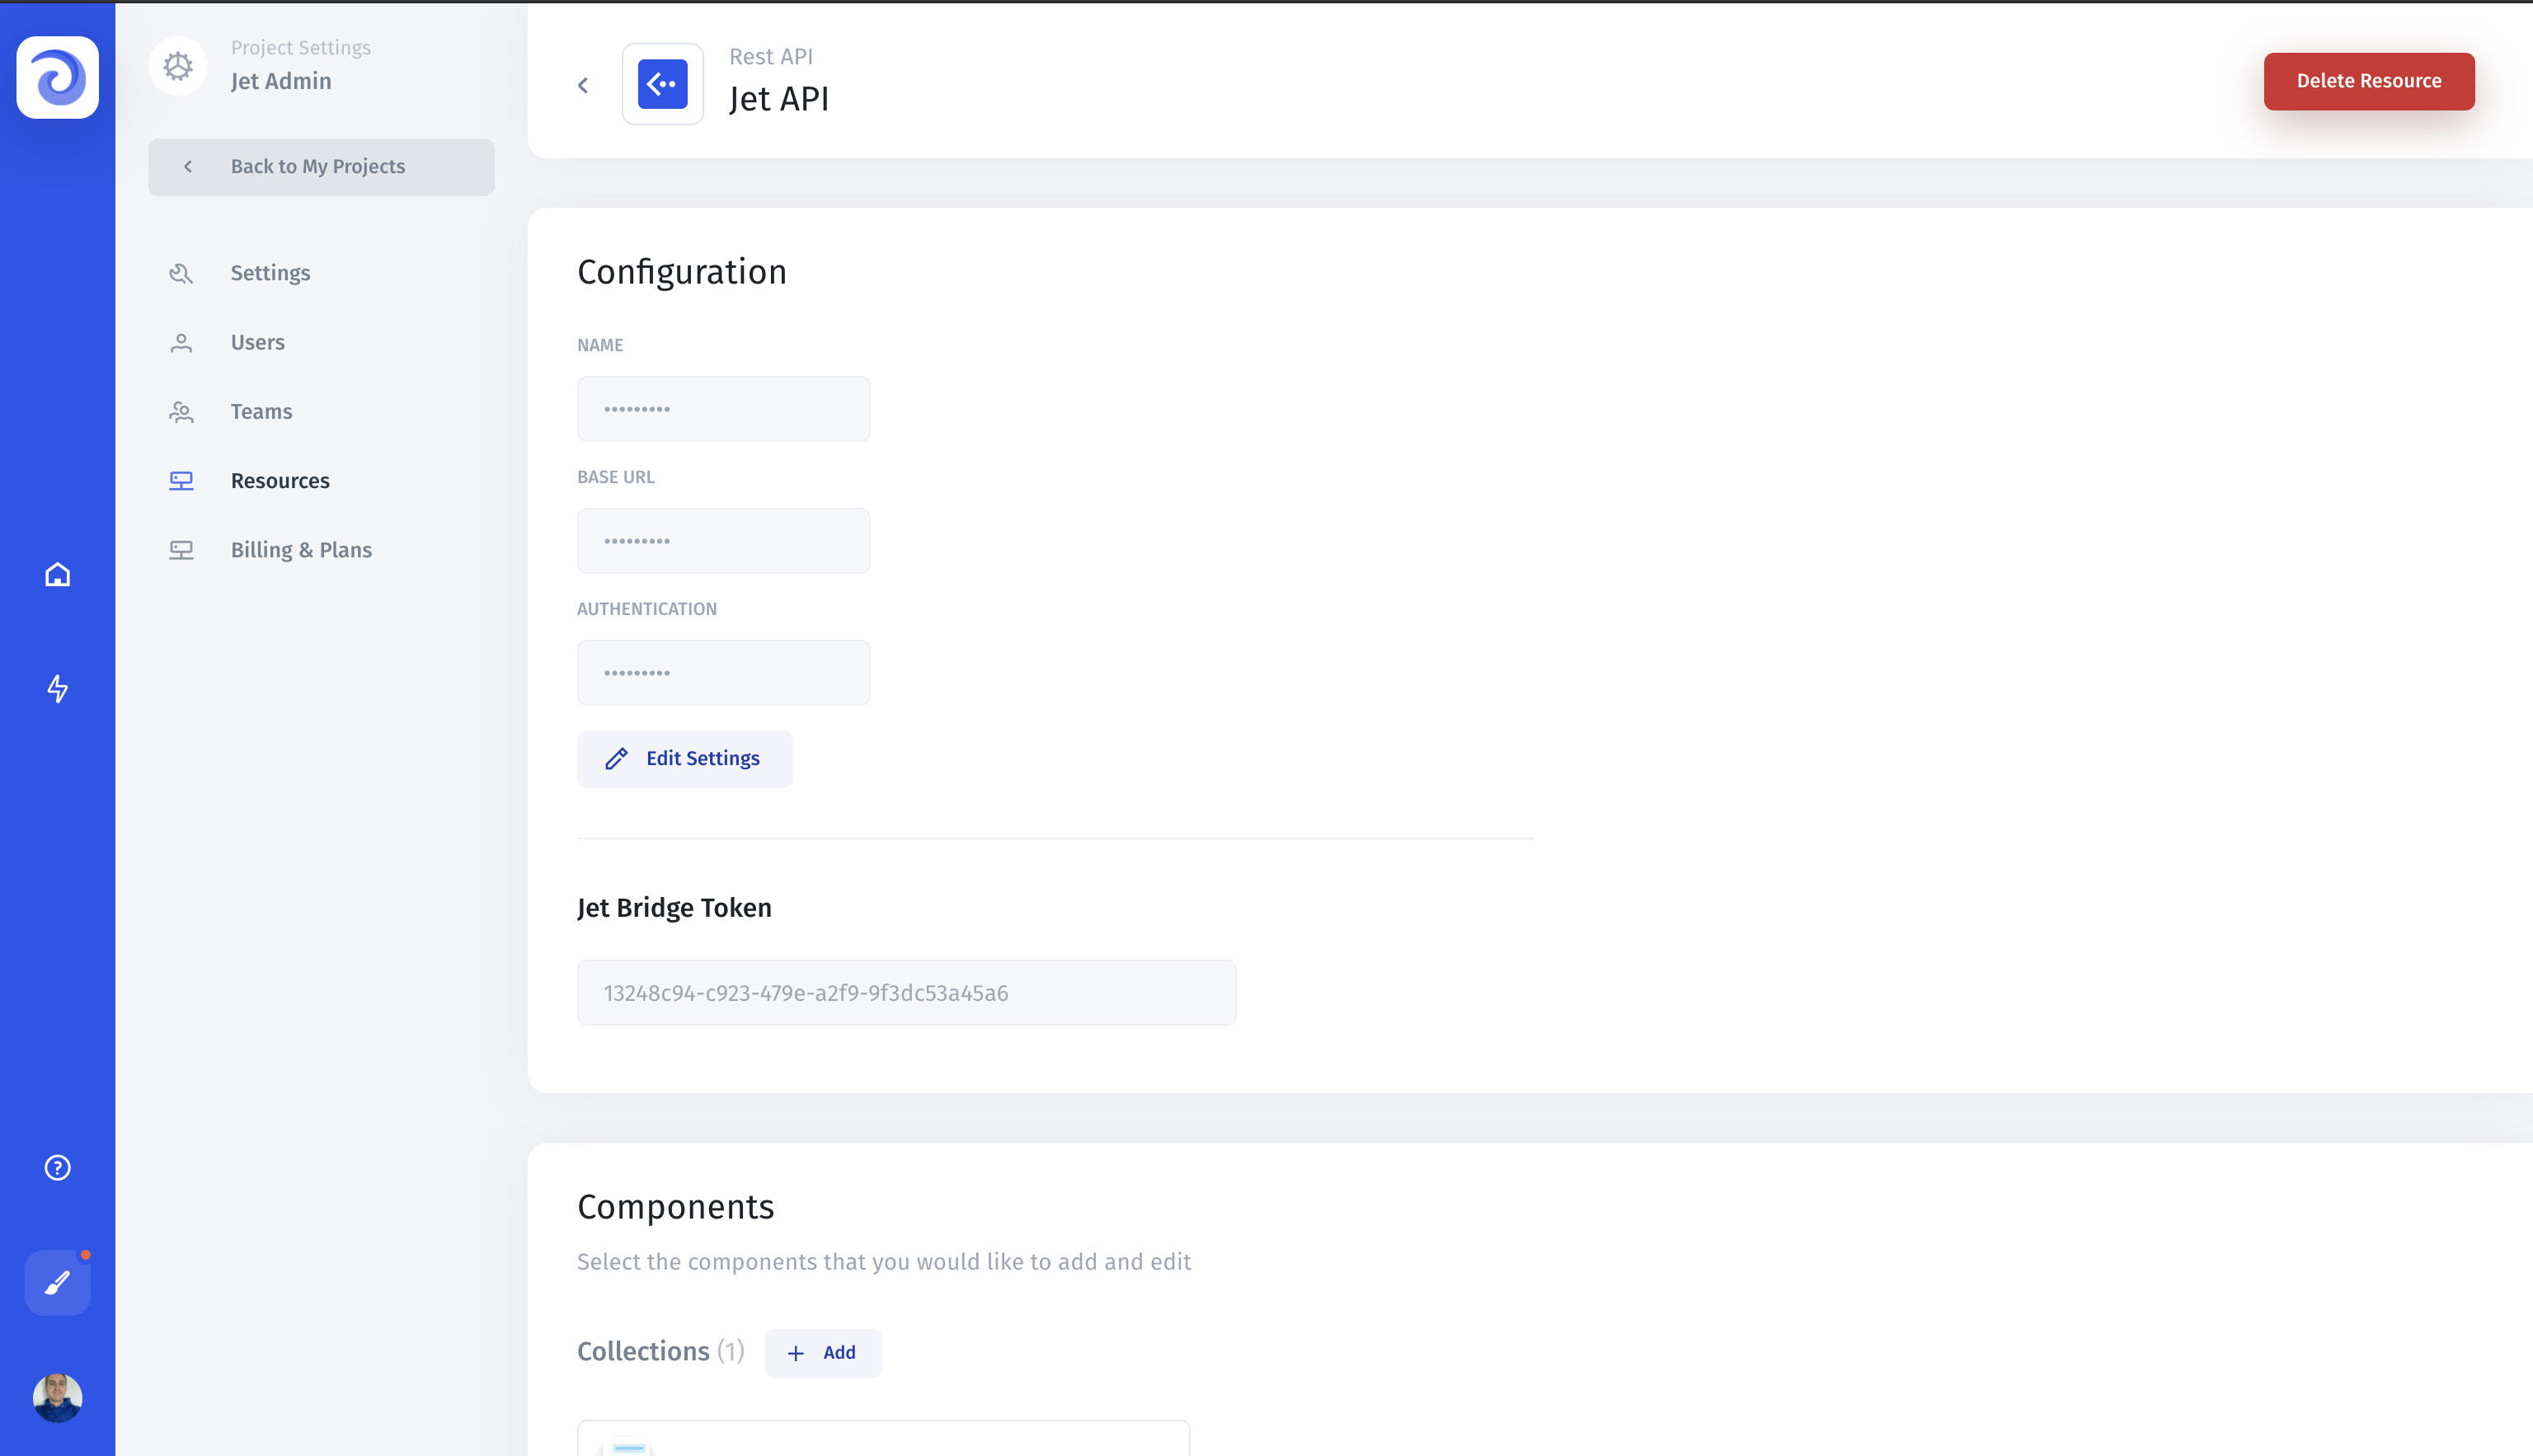 Project Settings
Jet Admin
Back to My Projects
Settings
Users
Teams
Resources
Billing & Plans
Rest API
Jet API
Delete Resource
Configuration
NAME
•••••••••
BASE URL
•••••••••
AUTHENTICATION
•••••••••
Edit Settings
Jet Bridge Token
13248c94-c923-479e-a2f9-9f3dc53a45a6
Components
Select the components that you would like to add and edit
Collections (1)
+ Add